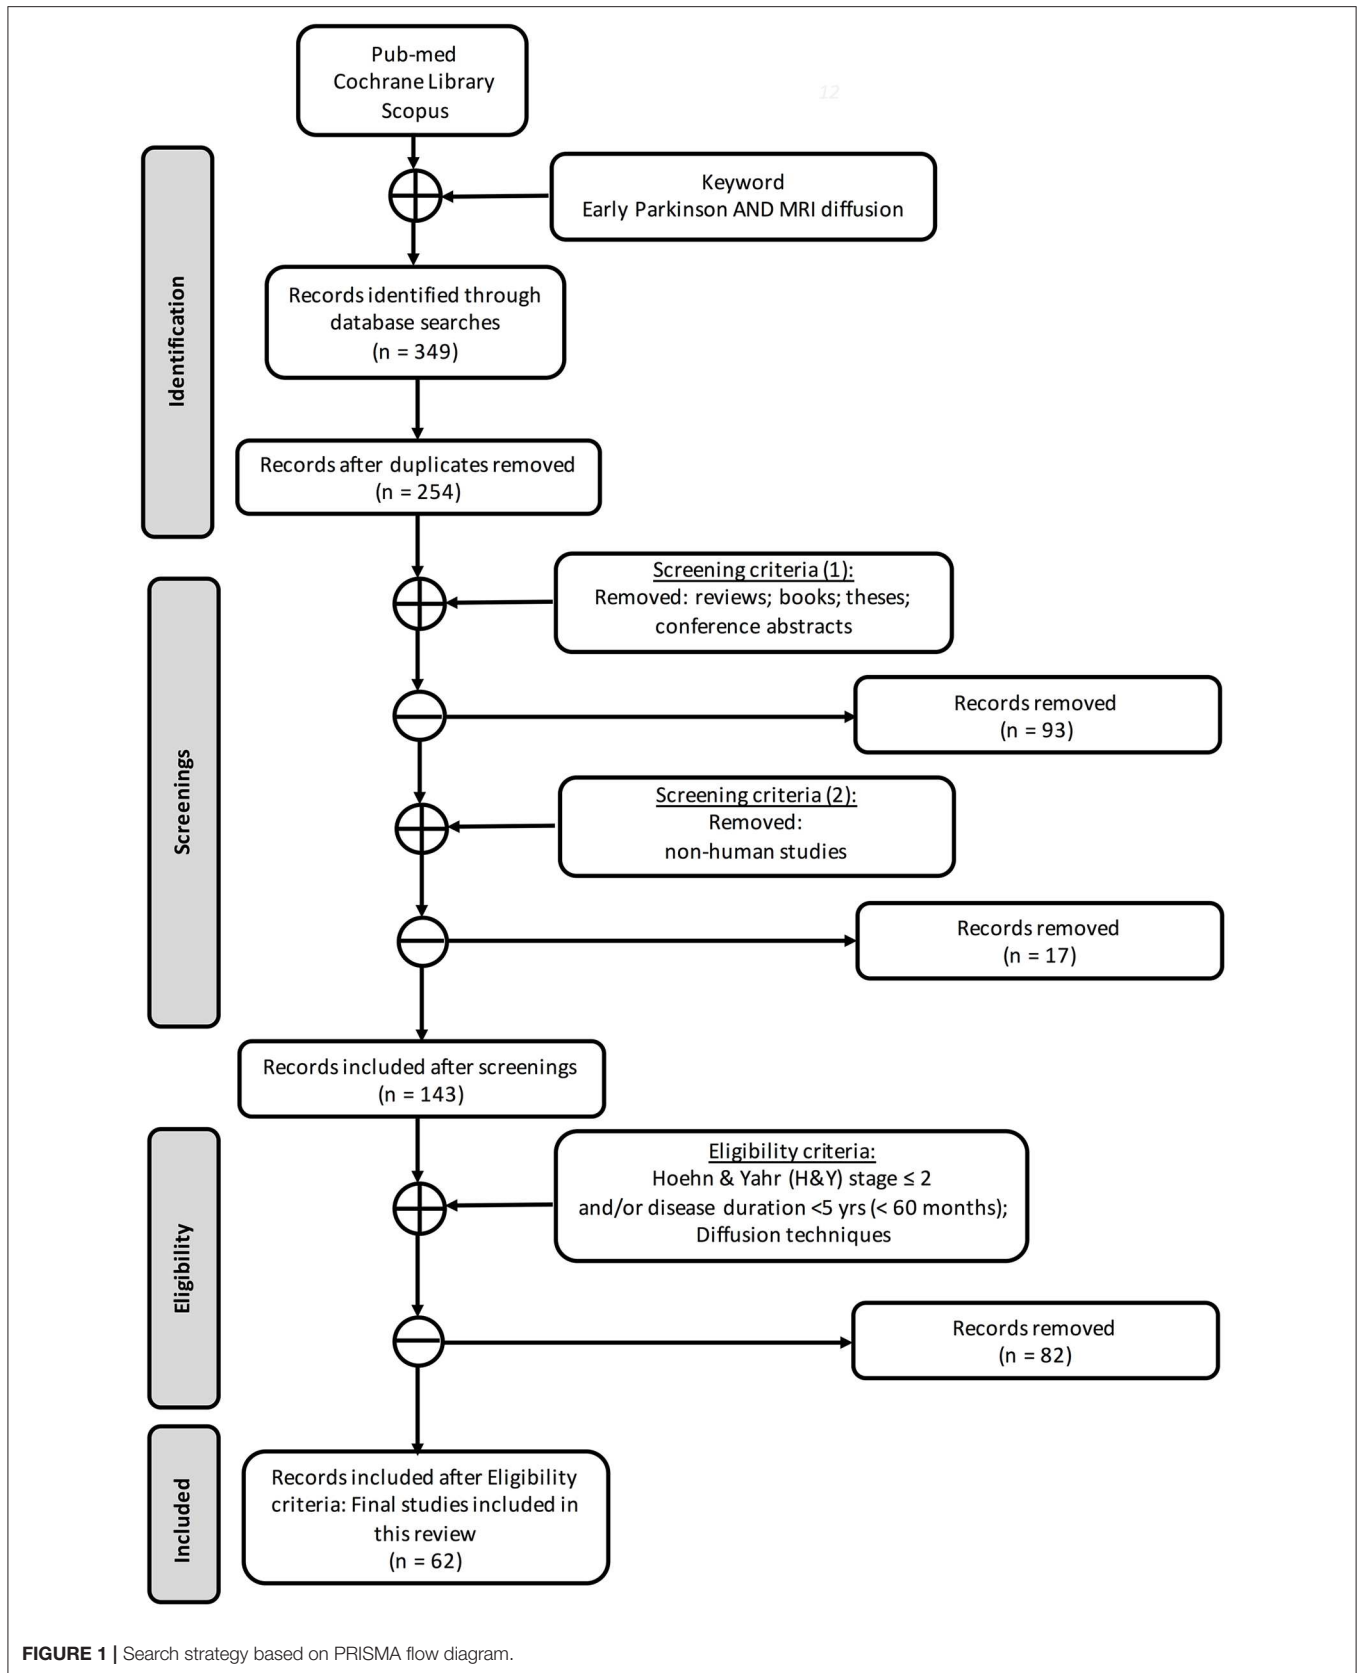 Pub-med
Cochrane Library
Scopus
12
Keyword
Early Parkinson AND MRI diffusion
Identification
Records identified through
database searches
(n = 349)
Records after duplicates removed
(n = 254)
Screenings
Screening criteria (1):
Removed: reviews; books; theses;
conference abstracts
Records removed
(n = 93)
Screening criteria (2):
Removed:
non-human studies
Records removed
(n = 17)
Records included after screenings
(n = 143)
Eligibility
Eligibility criteria:
Hoehn & Yahr (H&Y) stage ≤ 2
and/or disease duration <5 yrs (< 60 months);
Diffusion techniques
Records removed
(n = 82)
Included
Records included after Eligibility
criteria: Final studies included in
this review
(n = 62)
FIGURE 1 | Search strategy based on PRISMA flow diagram.